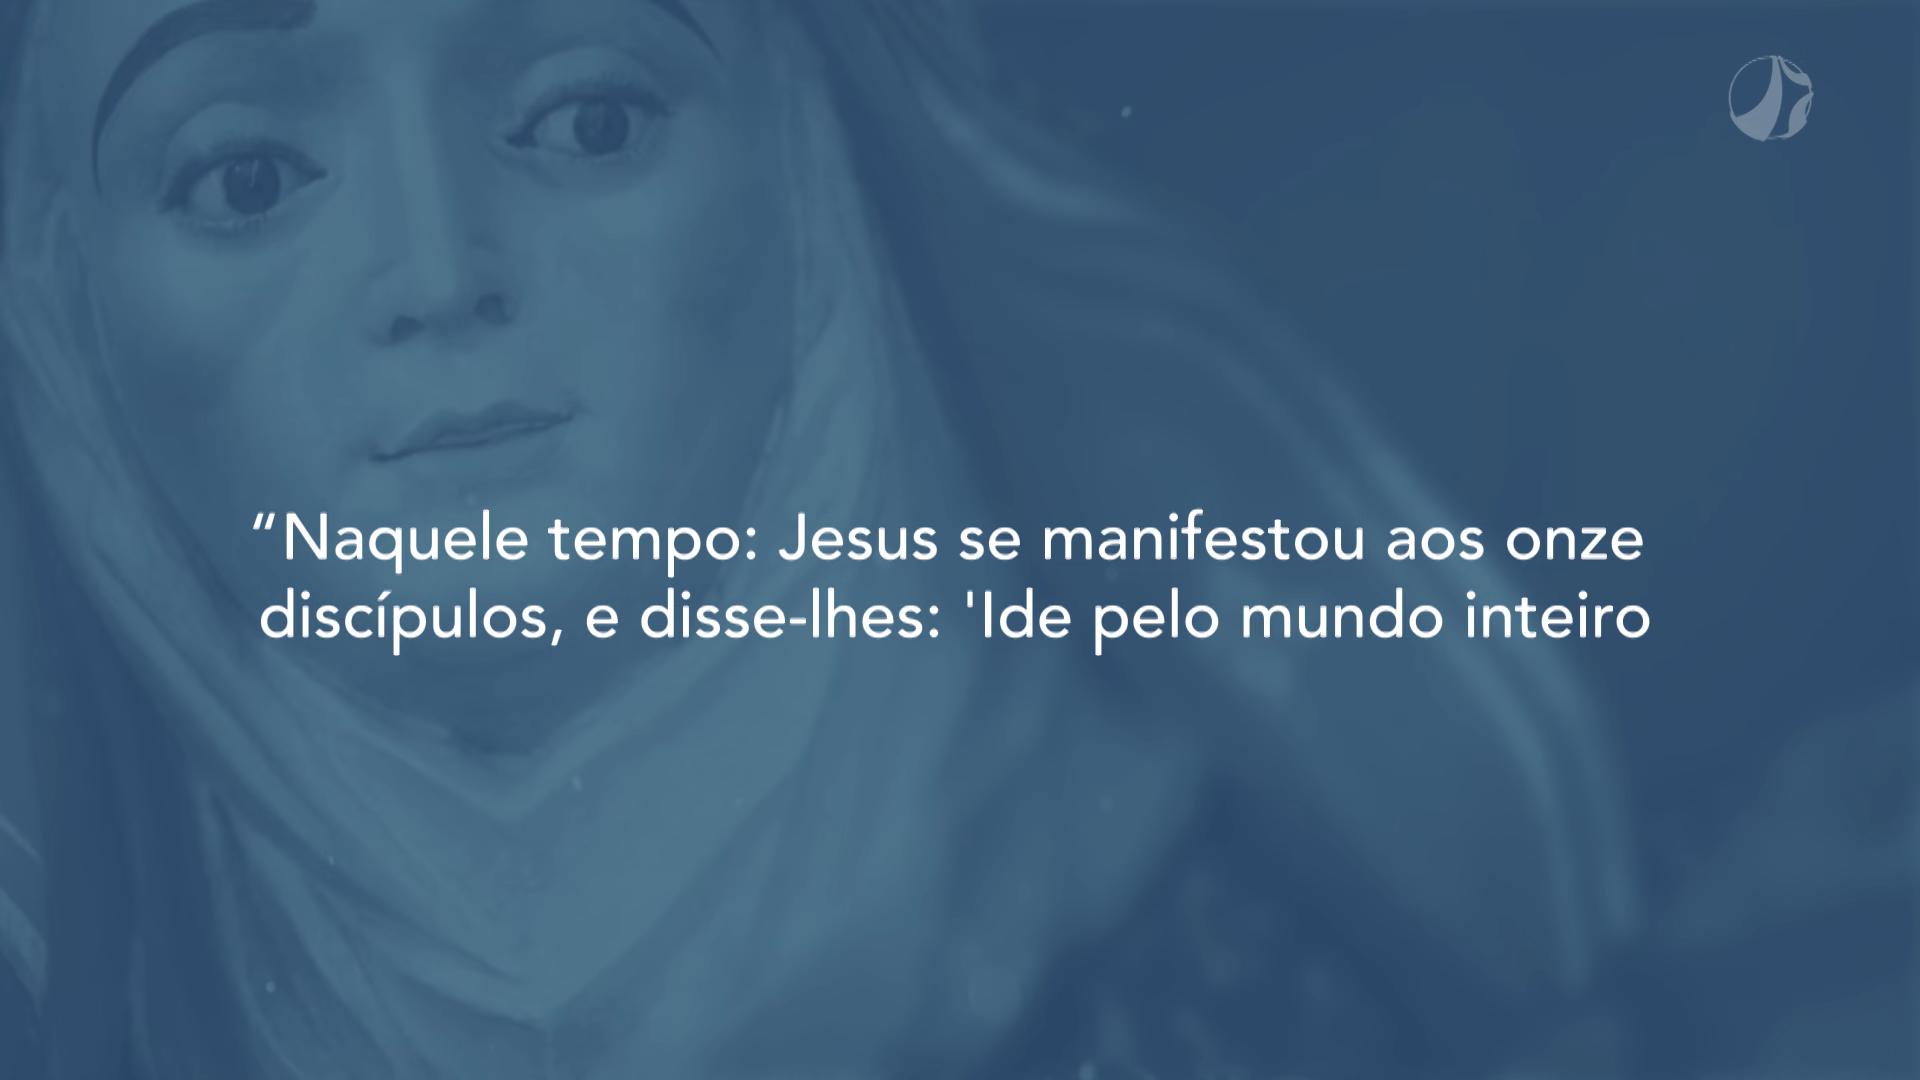 “Naquele tempo: Jesus se manifestou aos onze
discípulos, e disse-lhes: 'Ide pelo mundo inteiro